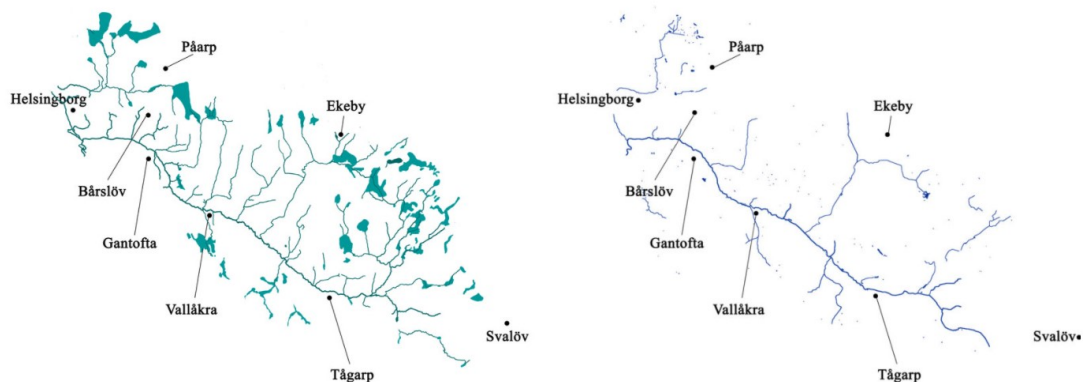 Påarp
Helsingborg
Ekeby
Bårslöv
Gantofta
Vallåkra
Svalöv
Tågarp
Påarp
Helsingborg
Ekeby
Bårslöv
Gantofta
Vallåkra
Svalöv
Tågarp